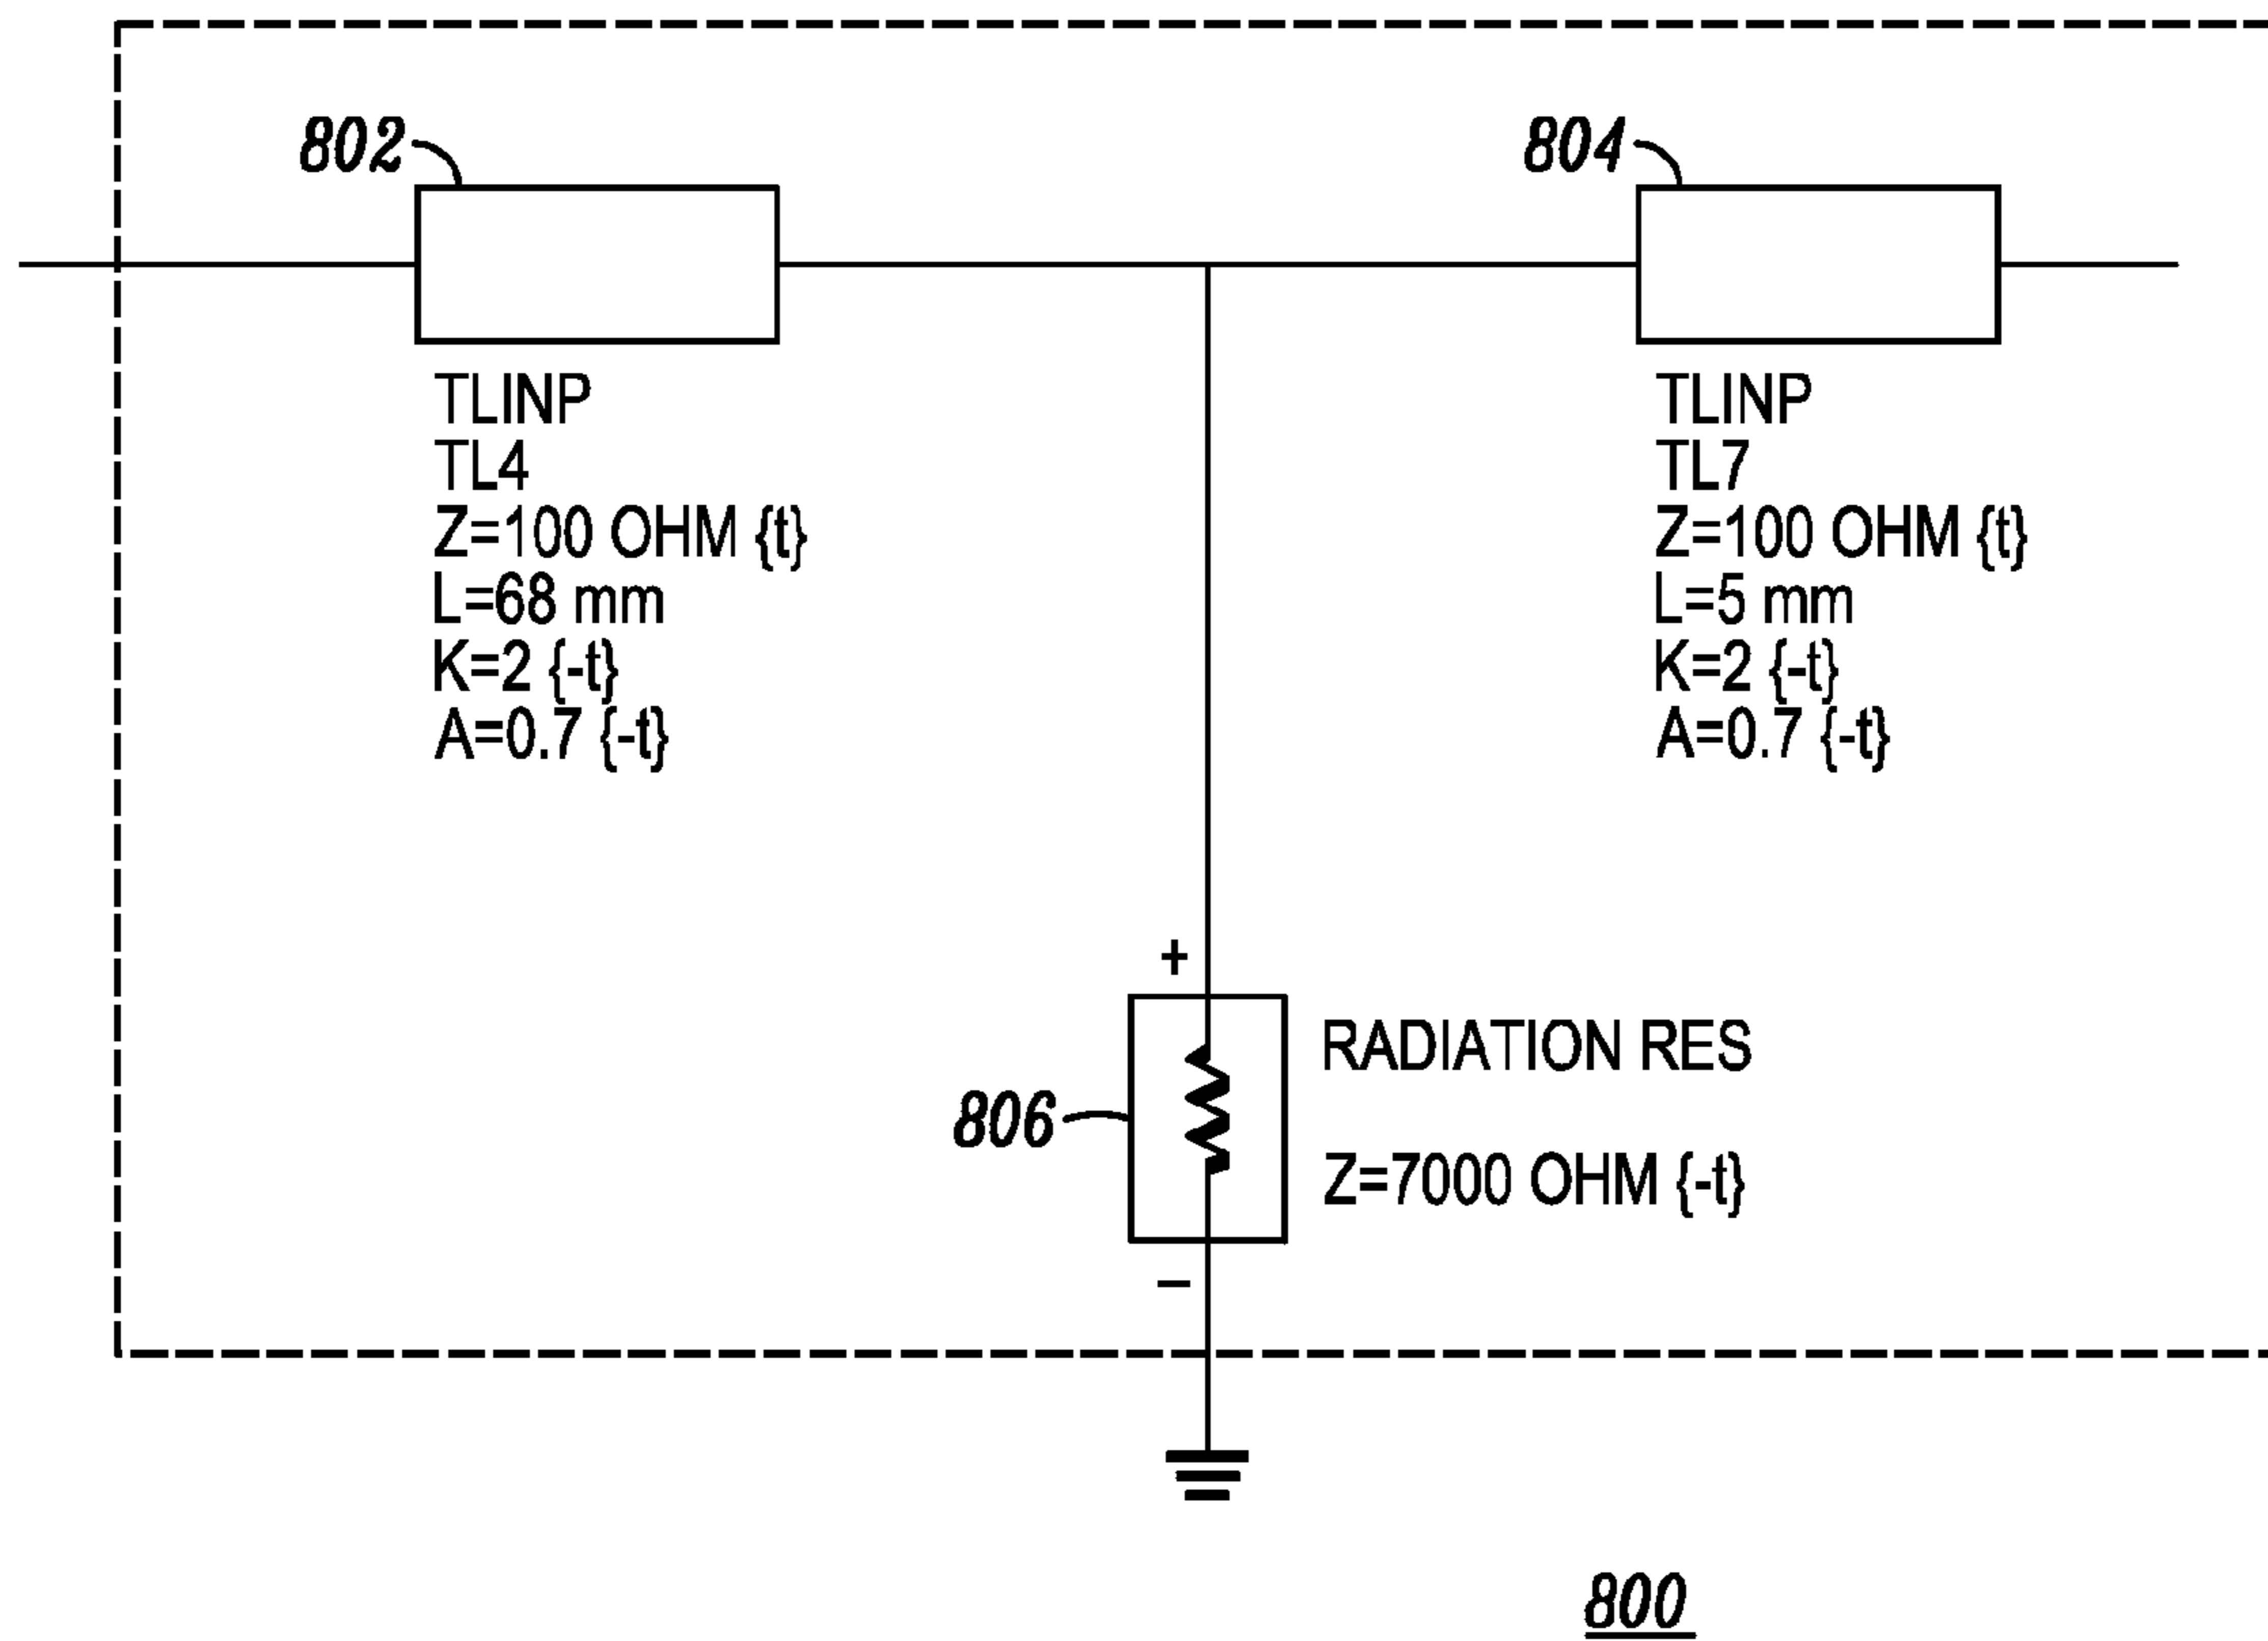 802
804
TLINP
TL4
Z=100 OHM {t}
L=68 mm
K=2 {-t}
A=0.7 {-t}
TLINP
TL7
Z=100 OHM {t}
L=5 mm
K=2 {-t}
A=0.7 {-t}
+
RADIATION RES
806
Z=7000 OHM {-t}
−
800